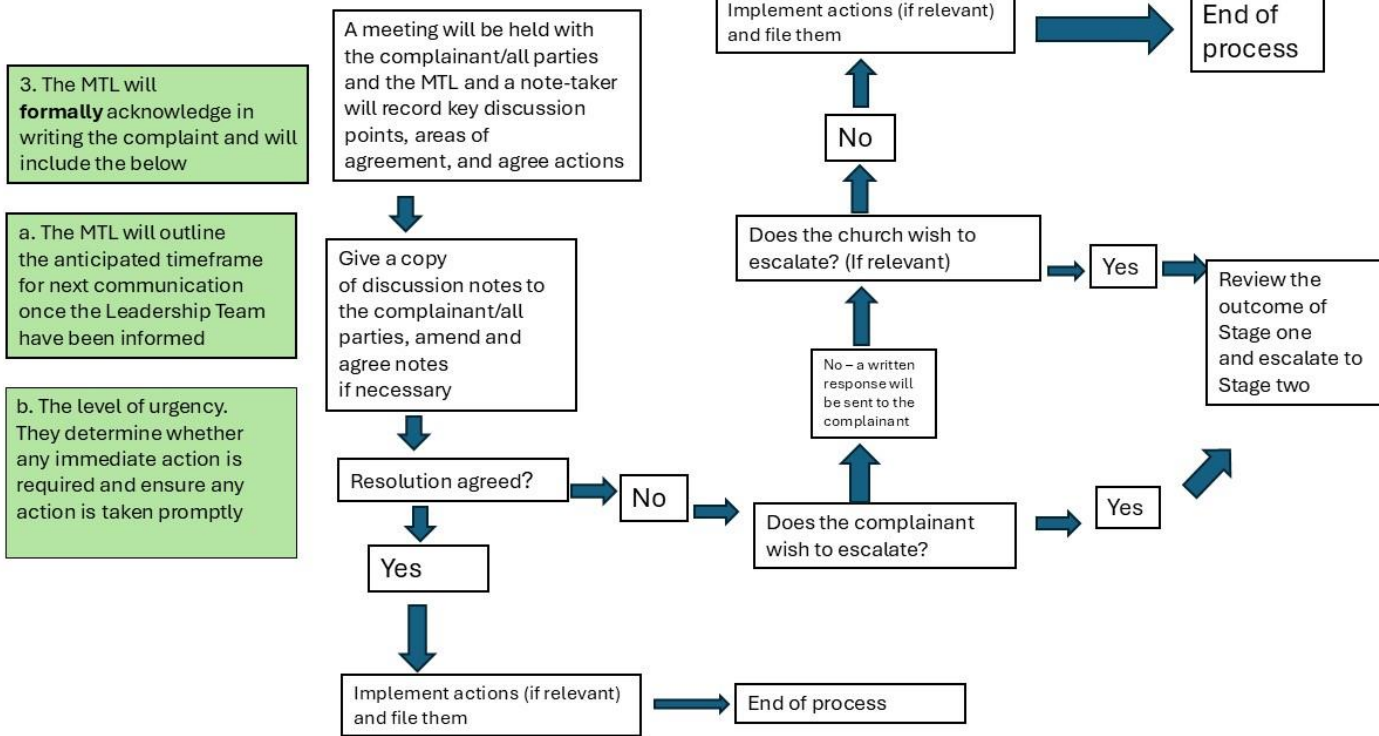 3. The MTL will
formally acknowledge in
writing the complaint and will
include the below
a. The MTL will outline
the anticipated timeframe
for next communication
once the Leadership Team
have been informed
b. The level of urgency.
They determine whether
any immediate action is
required and ensure any
action is taken promptly
A meeting will be held with
the complainant/all parties
and the MTL and a note-taker
will record key discussion
points, areas of
agreement, and agree actions
Give a copy
of discussion notes to
the complainant/all
parties, amend and
agree notes
if necessary
Resolution agreed?
No
Yes
Implement actions (if relevant)
and file them
End of process
Does the complainant
wish to escalate?
Yes
No – a written
response will
be sent to the
complainant
Does the church wish to
escalate? (If relevant)
Yes
Review the
outcome of
Stage one
and escalate to
Stage two
No
Implement actions (if relevant)
and file them
End of
process